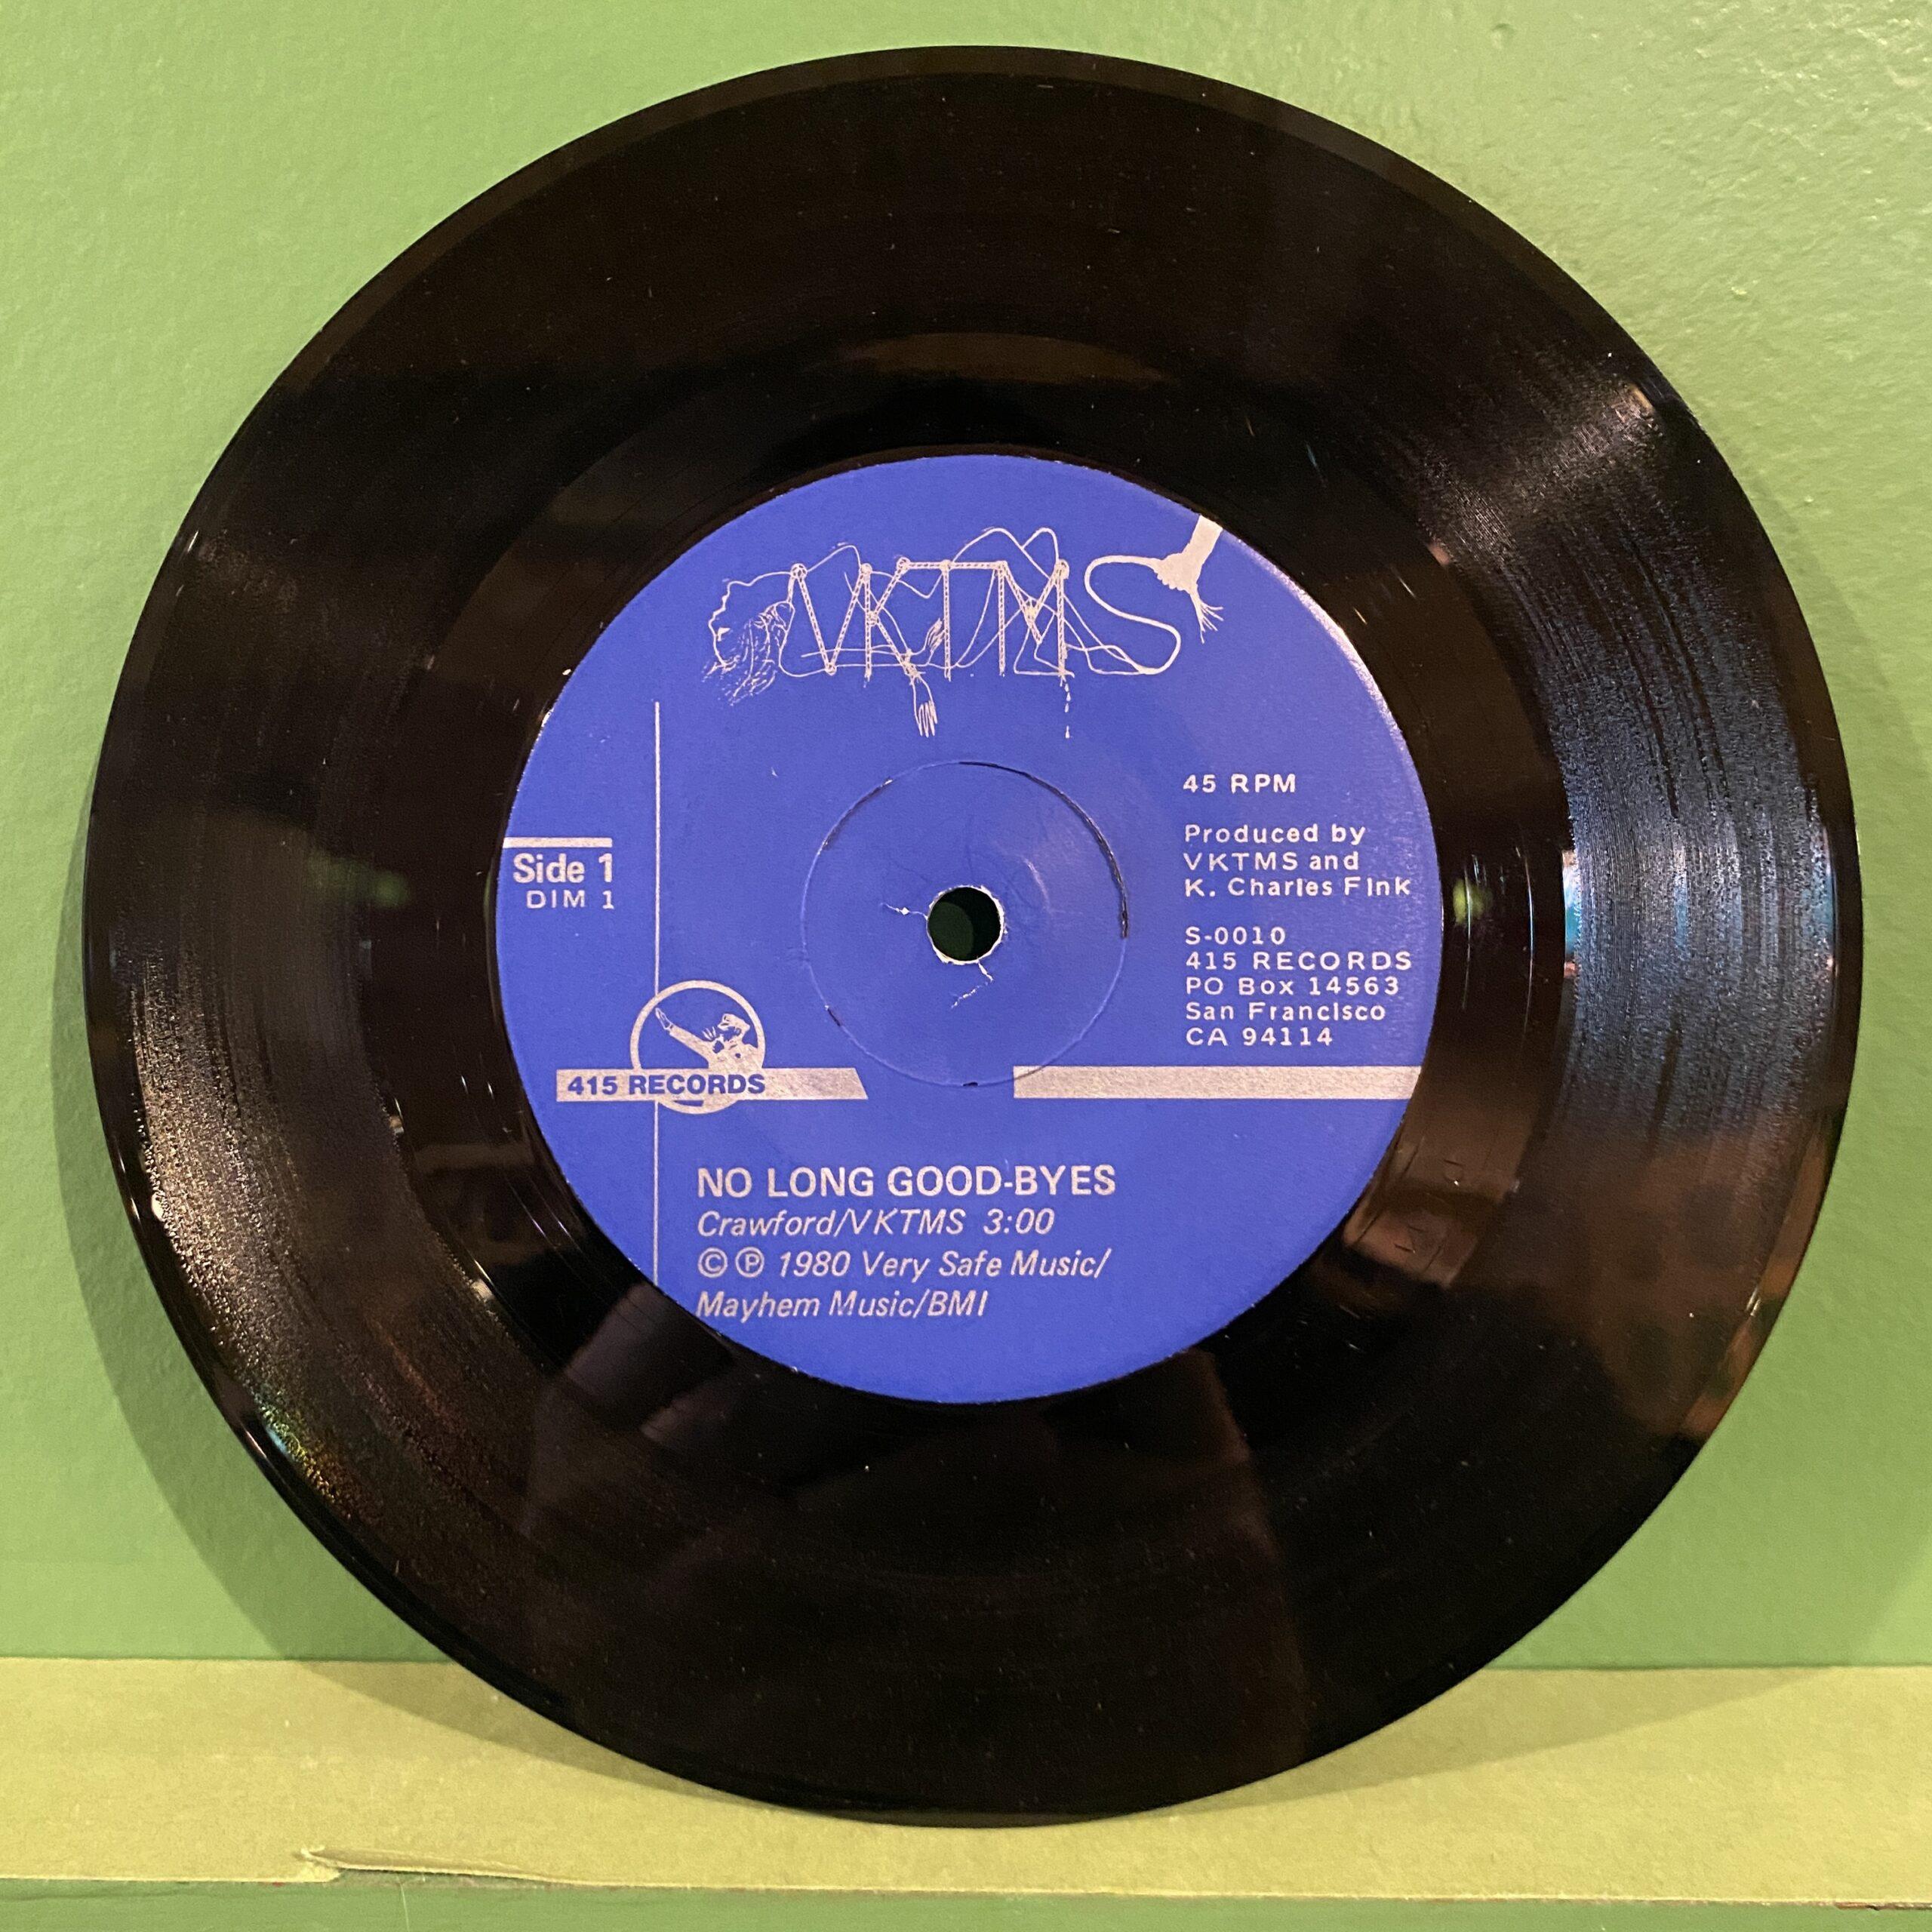 VKTMS
45 RPM
Produced by
VKTMS and
K. Charles Fink
Side 1
DIM 1
S-0010
415 RECORDS
PO Box 14563
San Francisco
CA 94114
415 RECORDS
NO LONG GOOD-BYES
Crawford/VKTMS 3:00
© ℗ 1980 Very Safe Music/
Mayhem Music/BMI